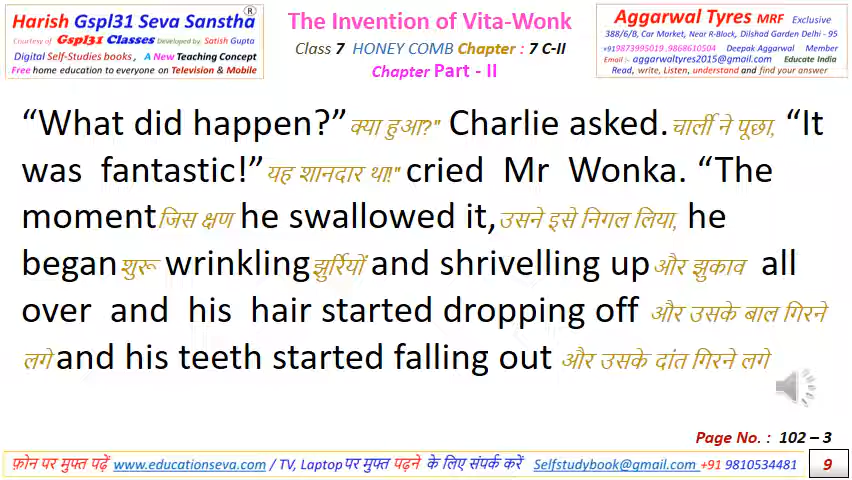 Harish Gspl31 Seva Sanstha ®
Courtesy of Gspl31 Classes Developed by Satish Gupta
Digital Self-Studies books, A New Teaching Concept
Free home education to everyone on Television & Mobile
The Invention of Vita-Wonk
Class 7 HONEY COMB Chapter : 7 C-II
Chapter Part - II
Aggarwal Tyres MRF Exclusive
388/6/B, Car Market, Near R-Block, Dilshad Garden Delhi - 95
+919873995019 .9868610504 Deepak Aggarwal Member
Email :- aggarwaltyres2015@gmail.com Educate India
Read, write, Listen, understand and find your answer
“What did happen?” क्या हुआ?" Charlie asked. चार्ली ने पूछा, “It
was fantastic!” यह शानदार था!" cried Mr Wonka. “The
moment जिस क्षण he swallowed it, उसने इसे निगल लिया, he
began शुरू wrinkling झुर्रियों and shrivelling up और झुकाव all
over and his hair started dropping off और उसके बाल गिरने
लगे and his teeth started falling out और उसके दांत गिरने लगे
Page No. : 102 – 3
फ़ोन पर मुफ्त पढ़ें www.educationseva.com / TV, Laptop पर मुफ्त पढ़ने के लिए संपर्क करें Selfstudybook@gmail.com +91 9810534481 9